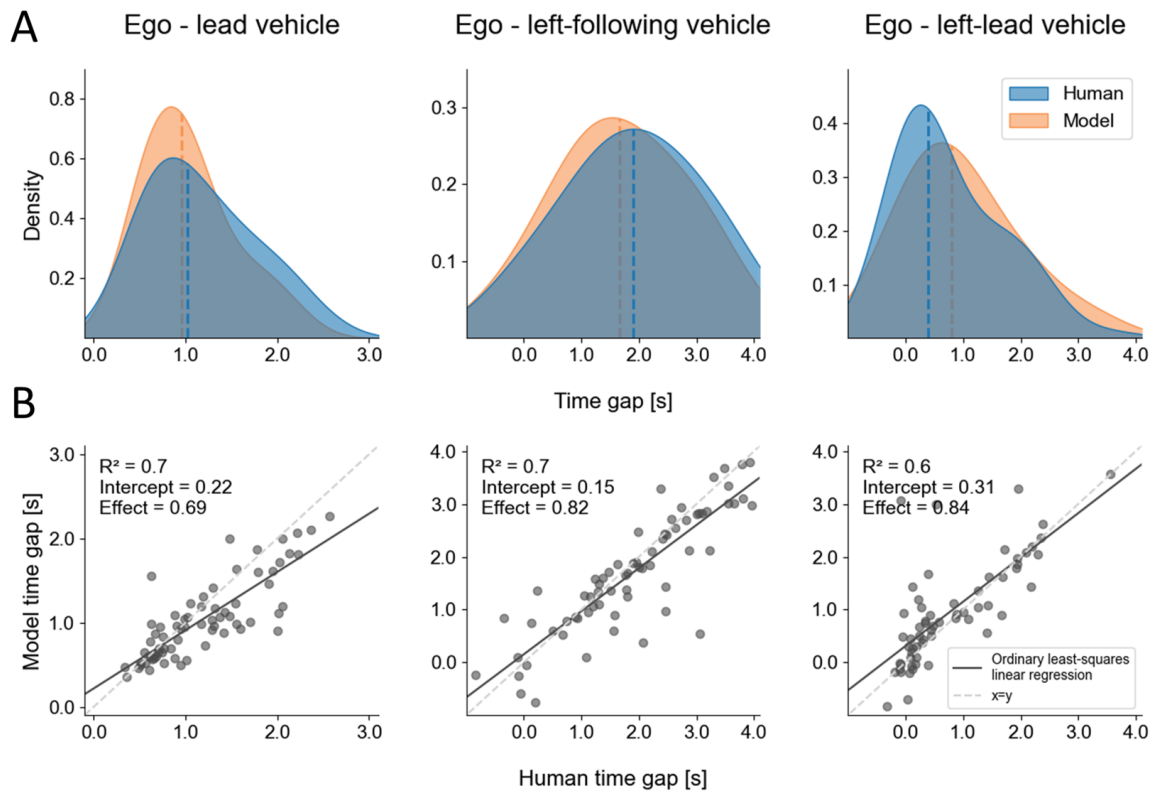 A
Ego - lead vehicle
Ego - left-following vehicle
Ego - left-lead vehicle
Human
Model
Density
0.8
0.6
0.4
0.2
0.3
0.2
0.1
0.4
0.3
0.2
0.1
0.0 1.0 2.0 3.0
0.0 1.0 2.0 3.0 4.0
0.0 1.0 2.0 3.0 4.0
Time gap [s]
B
Model time gap [s]
3.0
2.0
1.0
0.0
R² = 0.7
Intercept = 0.22
Effect = 0.69
4.0
3.0
2.0
1.0
0.0
R² = 0.7
Intercept = 0.15
Effect = 0.82
4.0
3.0
2.0
1.0
0.0
R² = 0.6
Intercept = 0.31
Effect = 0.84
Ordinary least-squares
linear regression
x=y
0.0 1.0 2.0 3.0
0.0 1.0 2.0 3.0 4.0
0.0 1.0 2.0 3.0 4.0
Human time gap [s]